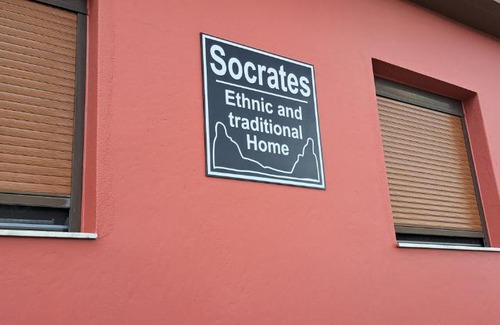 Socrates
Ethnic and
traditional
Home